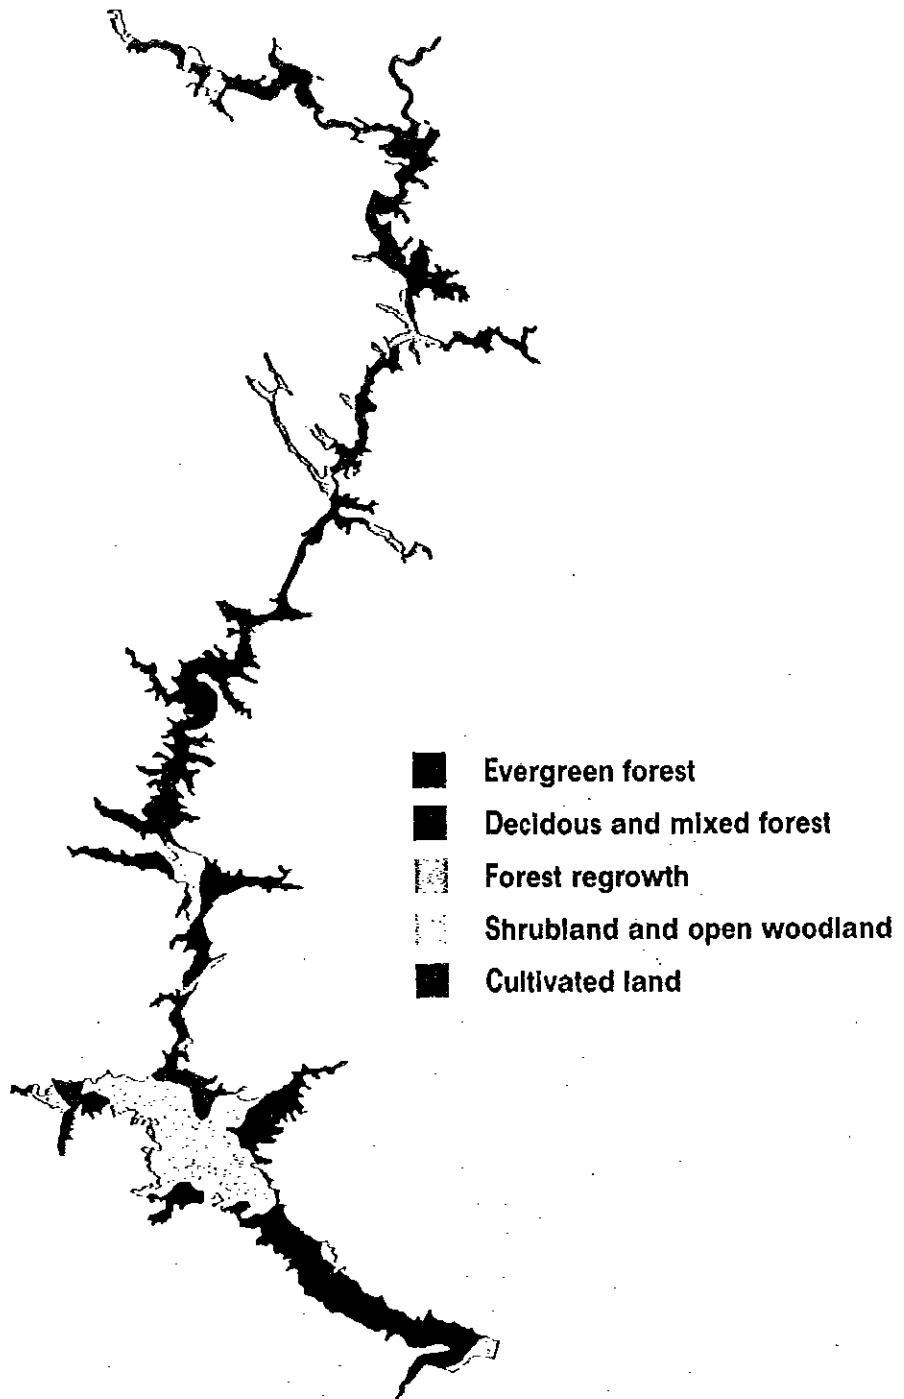 Evergreen forest
Decidous and mixed forest
Forest regrowth
Shrubland and open woodland
Cultivated land